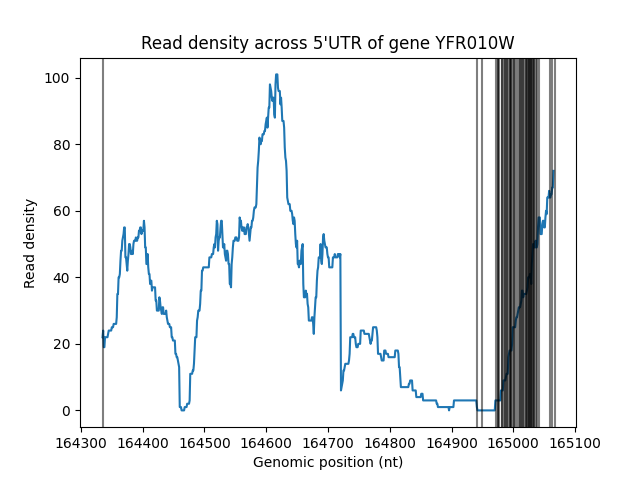 Read density across 5'UTR of gene YFR010W
100
80
60
40
20
0
Read density
164300 164400 164500 164600 164700 164800 164900 165000 165100
Genomic position (nt)